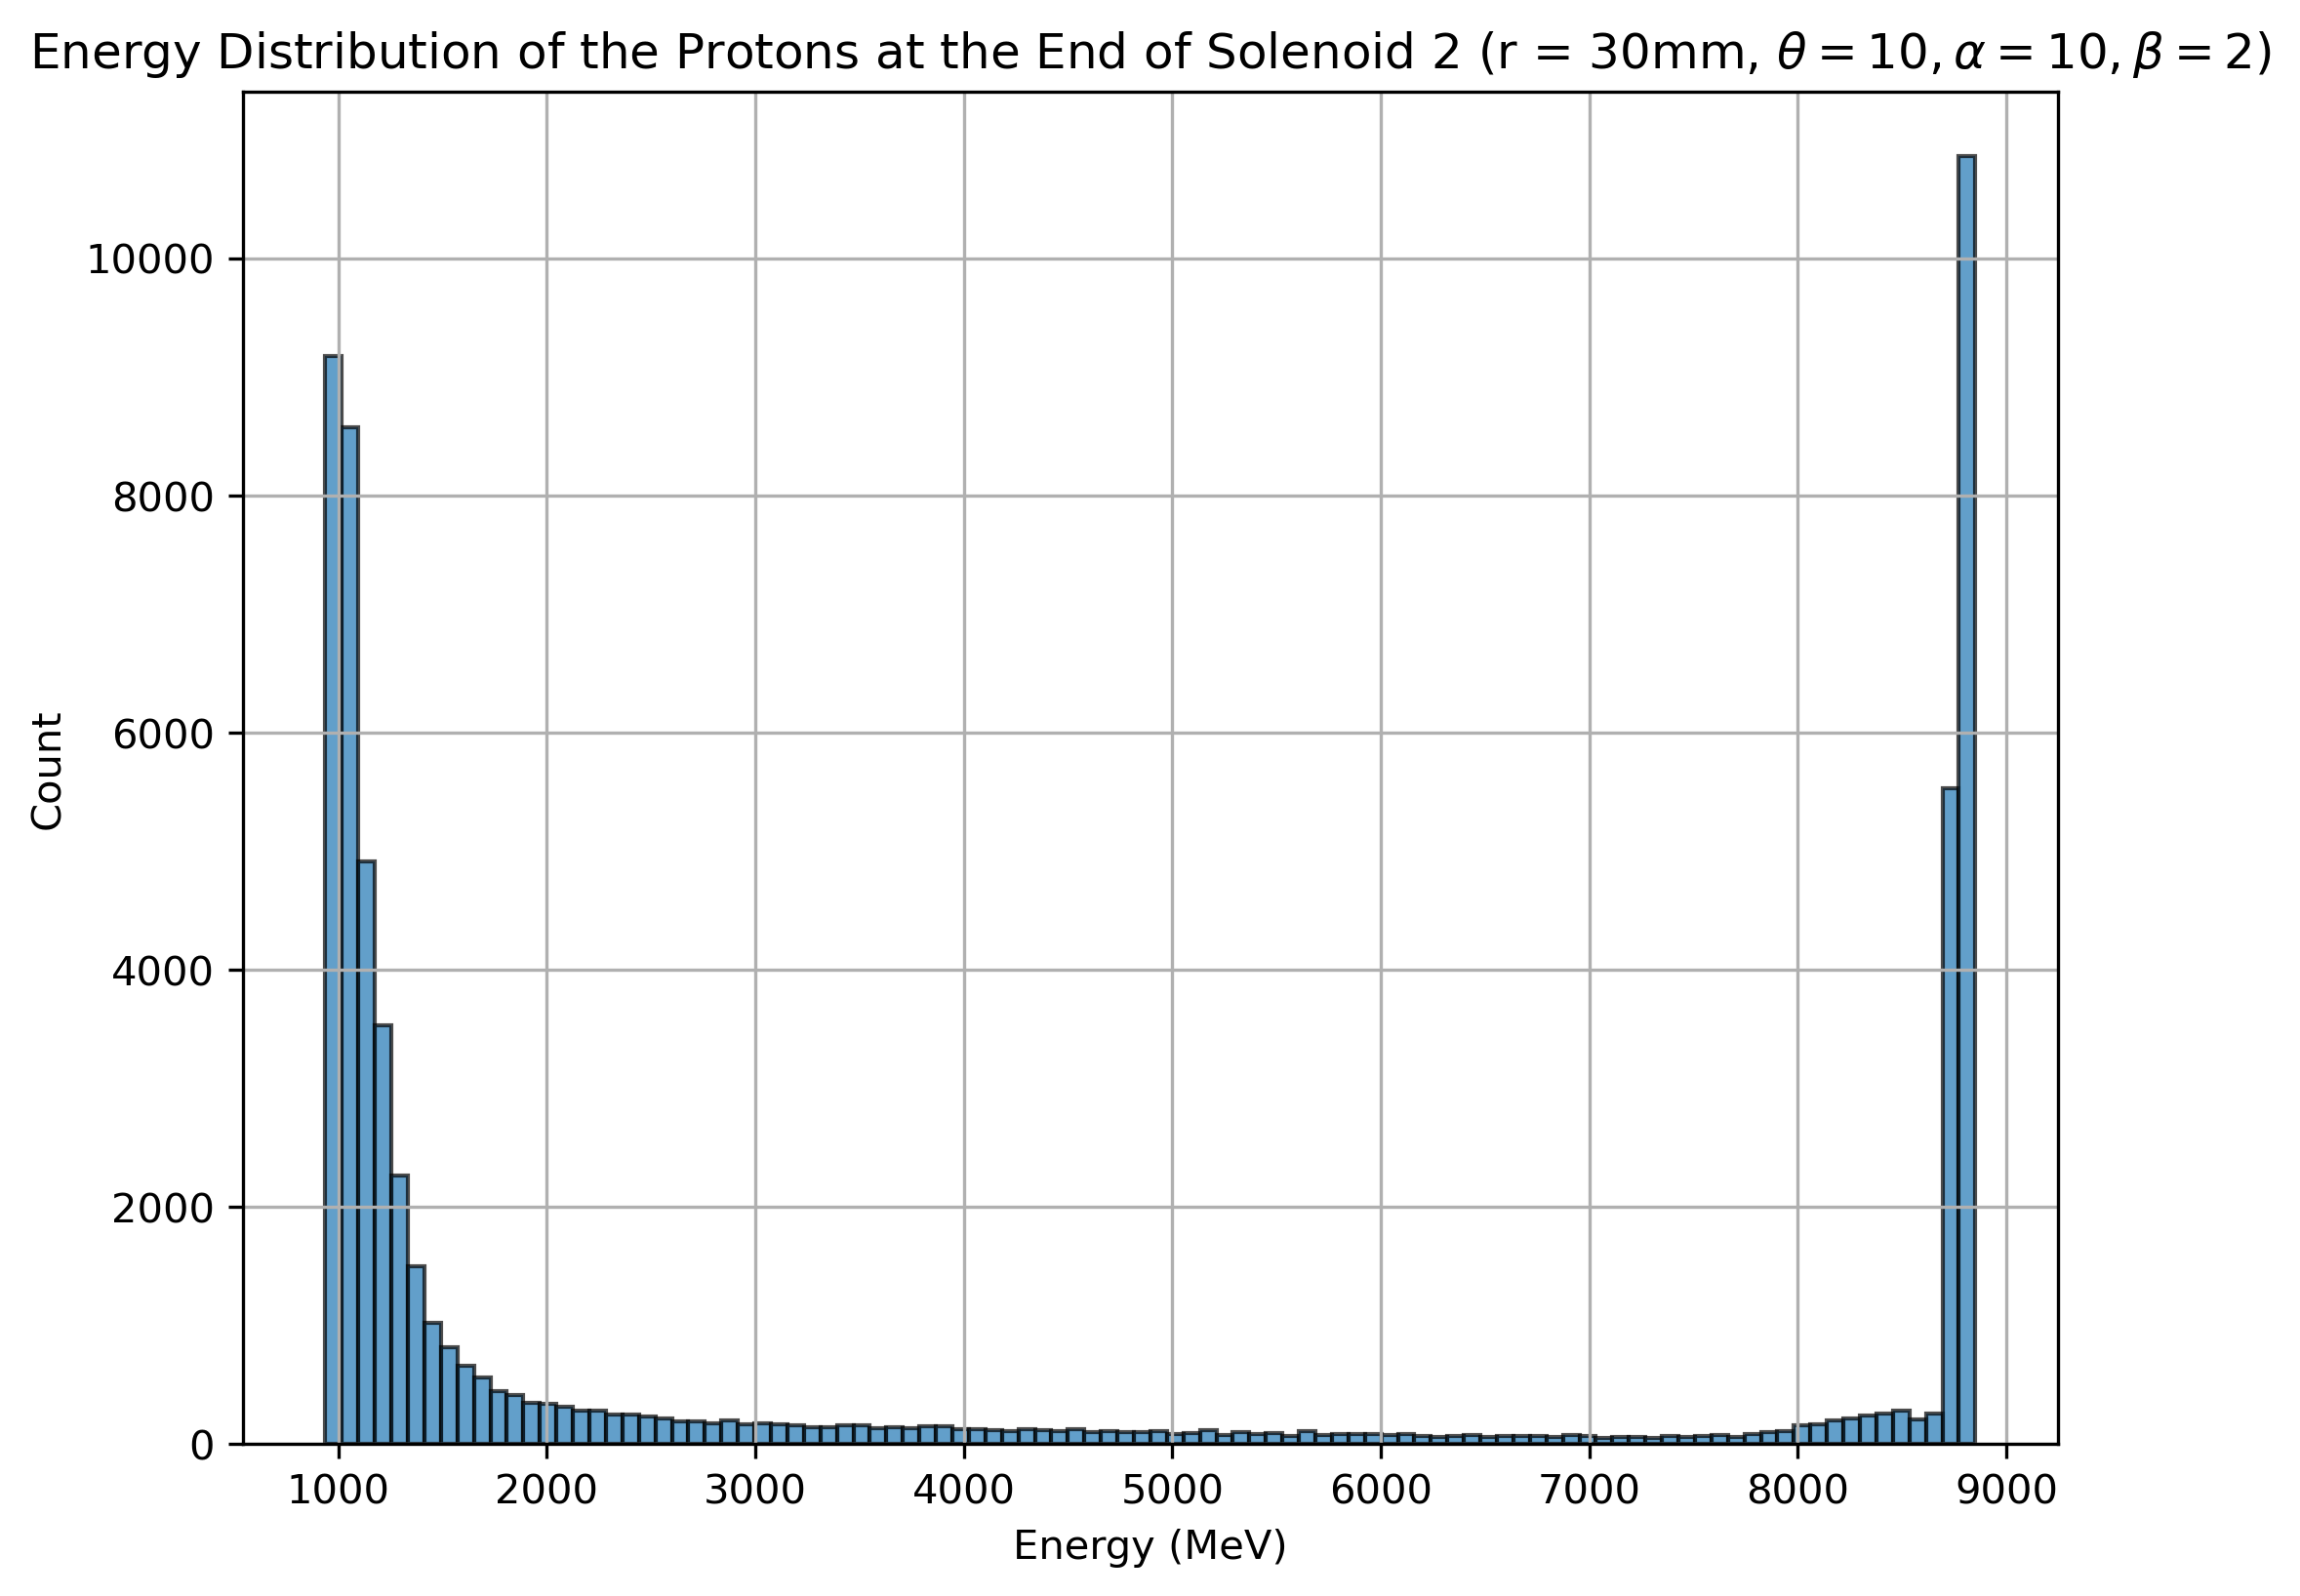 Energy Distribution of the Protons at the End of Solenoid 2 (r = 30mm, θ = 10, α = 10, β = 2)
10000
8000
6000
4000
2000
0
Count
1000 2000 3000 4000 5000 6000 7000 8000 9000
Energy (MeV)